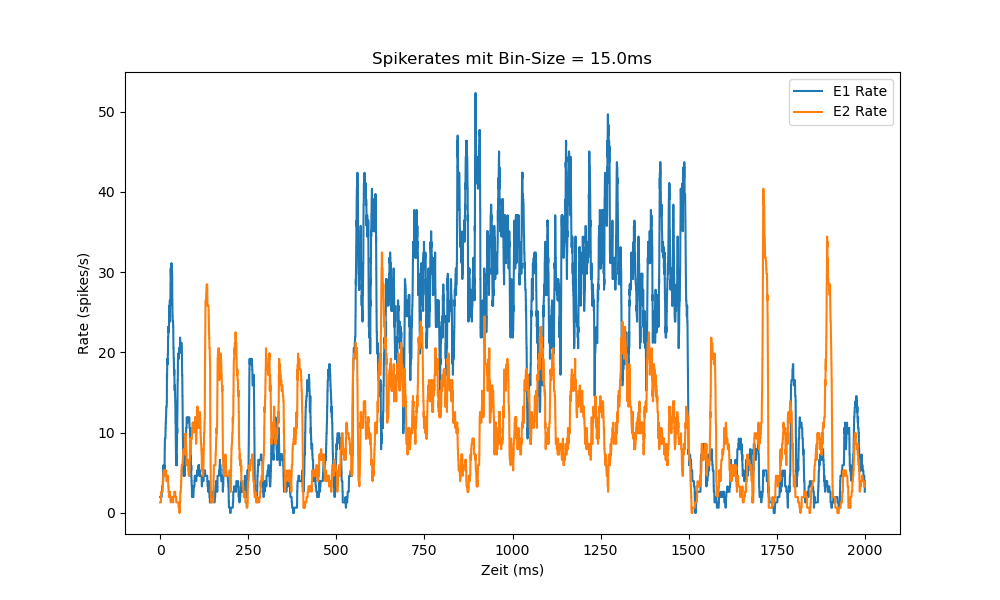 Spikerates mit Bin-Size = 15.0ms
E1 Rate
E2 Rate
50
40
30
20
10
0
Rate (spikes/s)
0 250 500 750 1000 1250 1500 1750 2000
Zeit (ms)